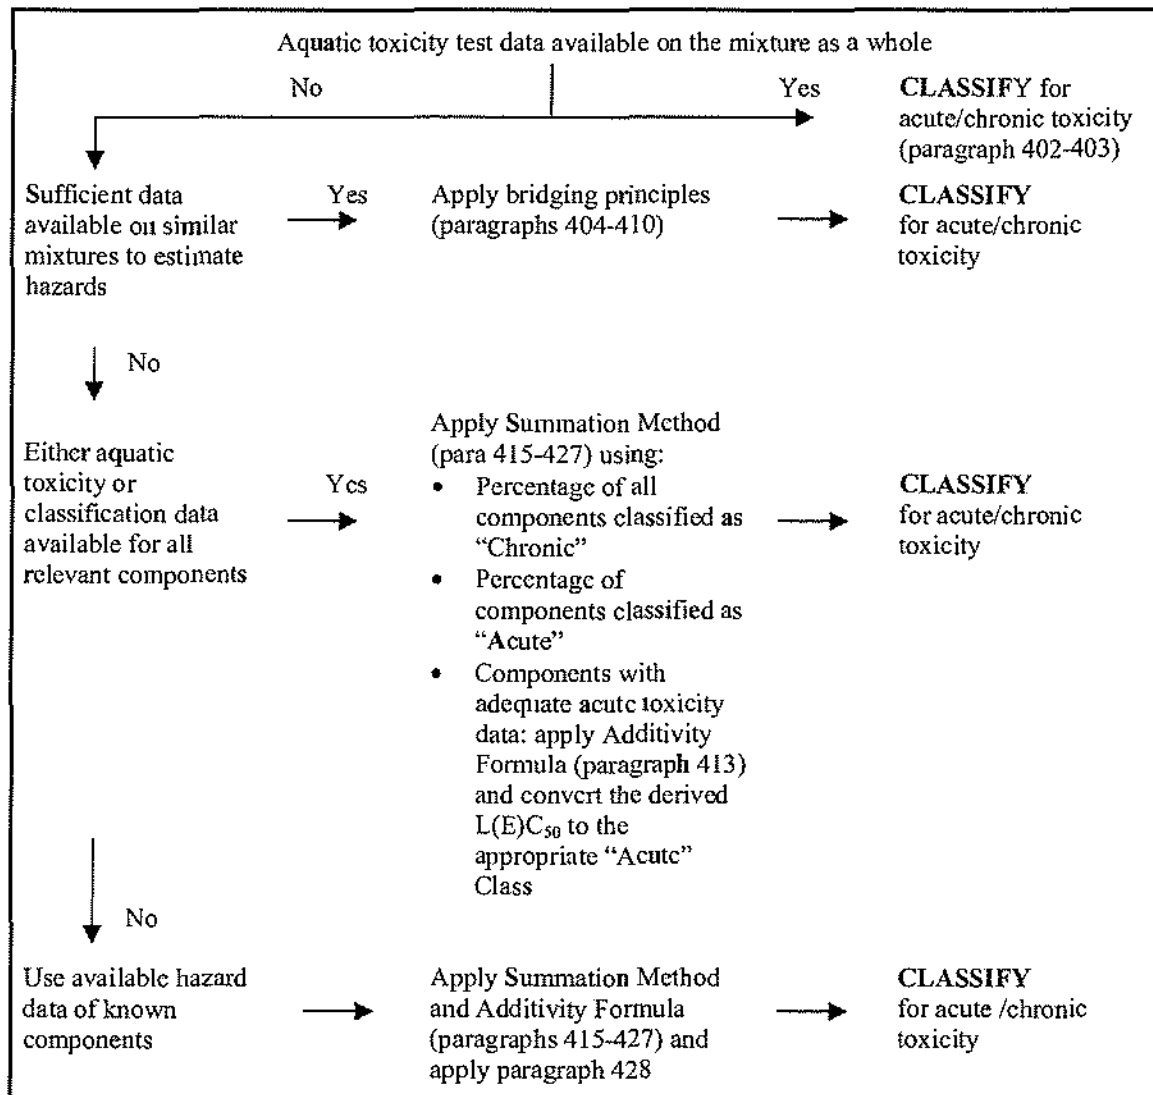 Aquatic toxicity test data available on the mixture as a whole
No
Yes
CLASSIFY for
acute/chronic toxicity
(paragraph 402-403)
Sufficient data
available on similar
mixtures to estimate
hazards
Yes
Apply bridging principles
(paragraphs 404-410)
CLASSIFY
for acute/chronic
toxicity
No
Either aquatic
toxicity or
classification data
available for all
relevant components
Yes
Apply Summation Method
(para 415-427) using:
• Percentage of all
components classified as
“Chronic”
• Percentage of
components classified as
“Acute”
• Components with
adequate acute toxicity
data: apply Additivity
Formula (paragraph 413)
and convert the derived
L(E)C₅₀ to the
appropriate “Acute”
Class
CLASSIFY
for acute/chronic
toxicity
No
Use available hazard
data of known
components
Apply Summation Method
and Additivity Formula
(paragraphs 415-427) and
apply paragraph 428
CLASSIFY
for acute /chronic
toxicity